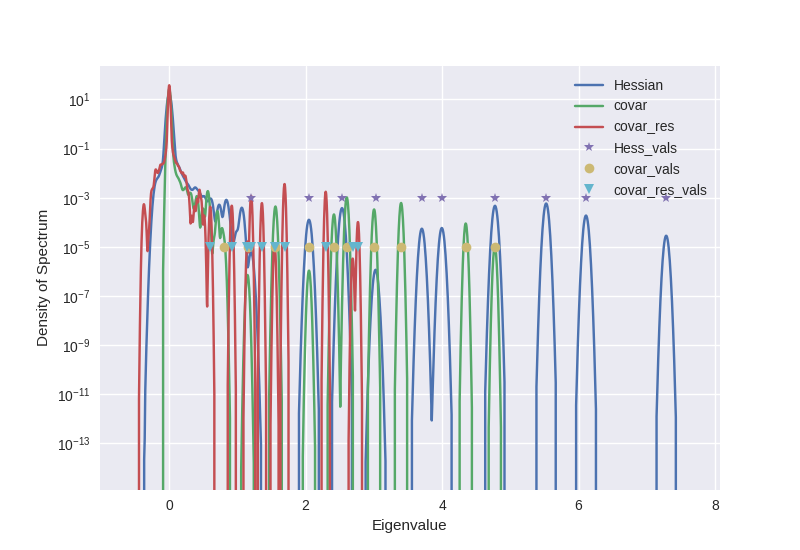 Hessian
covar
covar_res
Hess_vals
covar_vals
covar_res_vals
10^1
10^-1
10^-3
10^-5
10^-7
10^-9
10^-11
10^-13
Density of Spectrum
0 2 4 6 8
Eigenvalue